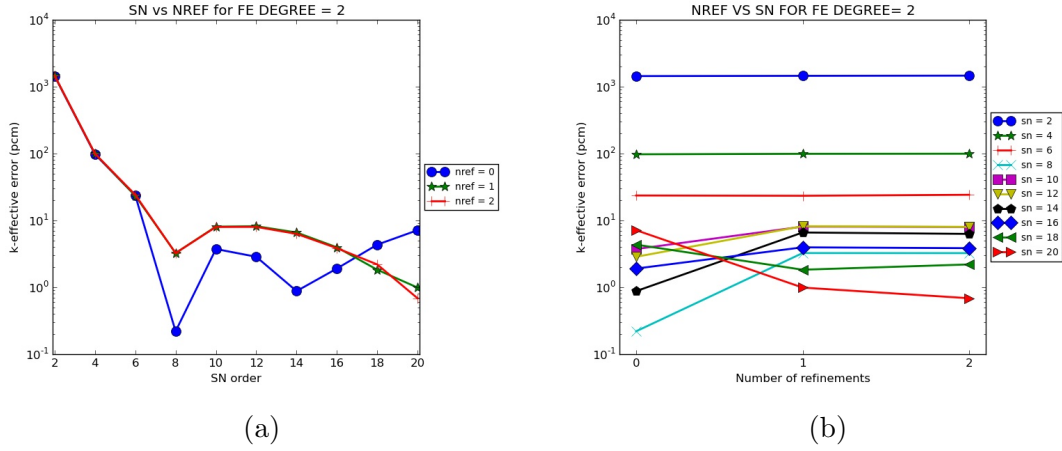 SN vs NREF for FE DEGREE = 2
10^4
10^3
10^2
10^1
10^0
10^-1
k-effective error (pcm)
2 4 6 8 10 12 14 16 18 20
SN order
nref = 0
nref = 1
nref = 2
(a)
NREF VS SN FOR FE DEGREE= 2
10^4
10^3
10^2
10^1
10^0
10^-1
k-effective error (pcm)
0 1 2
Number of refinements
sn = 2
sn = 4
sn = 6
sn = 8
sn = 10
sn = 12
sn = 14
sn = 16
sn = 18
sn = 20
(b)